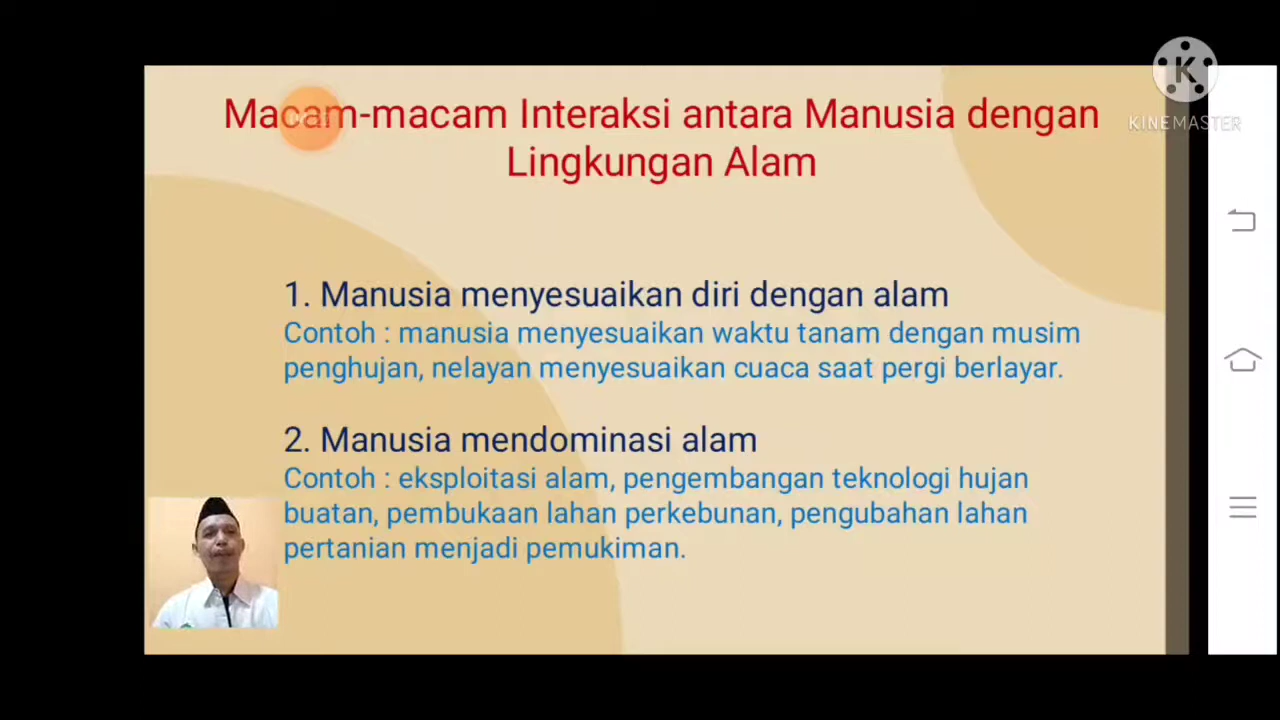 Macam-macam Interaksi antara Manusia dengan
Lingkungan Alam
KINEMASTER
1. Manusia menyesuaikan diri dengan alam
Contoh : manusia menyesuaikan waktu tanam dengan musim
penghujan, nelayan menyesuaikan cuaca saat pergi berlayar.
2. Manusia mendominasi alam
Contoh : eksploitasi alam, pengembangan teknologi hujan
buatan, pembukaan lahan perkebunan, pengubahan lahan
pertanian menjadi pemukiman.